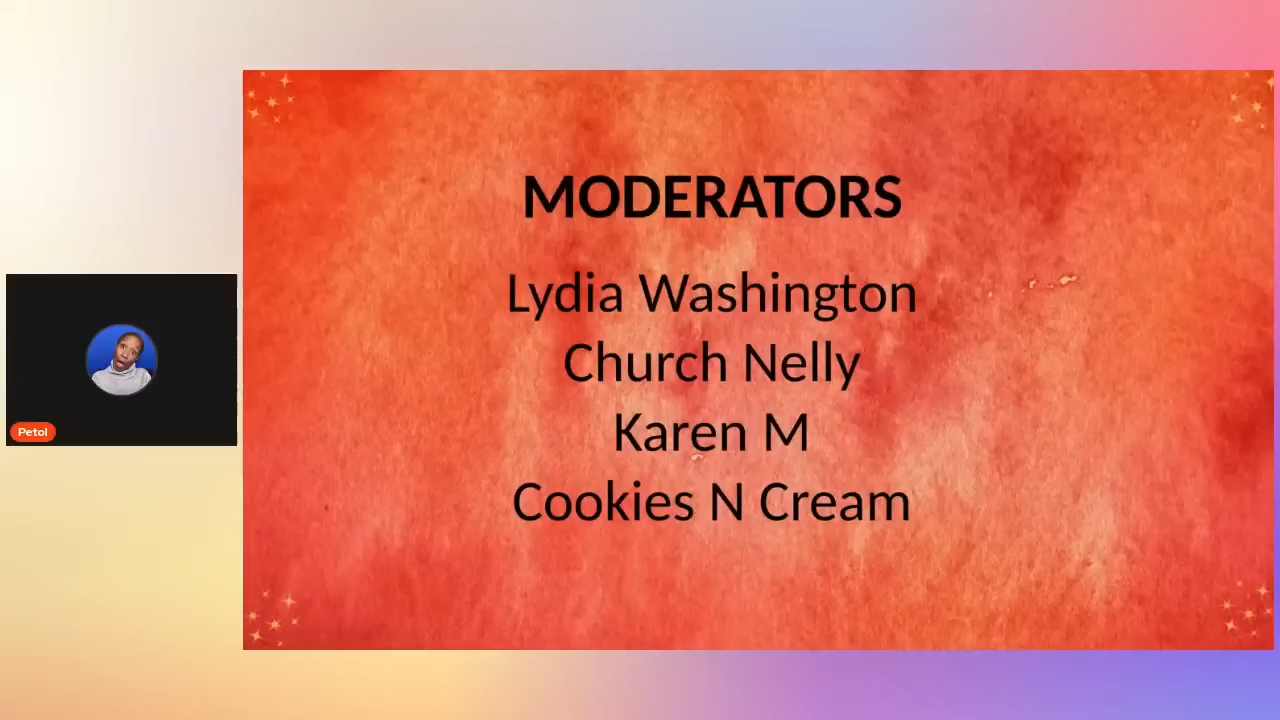 MODERATORS
Lydia Washington
Church Nelly
Karen M
Cookies N Cream
Petol